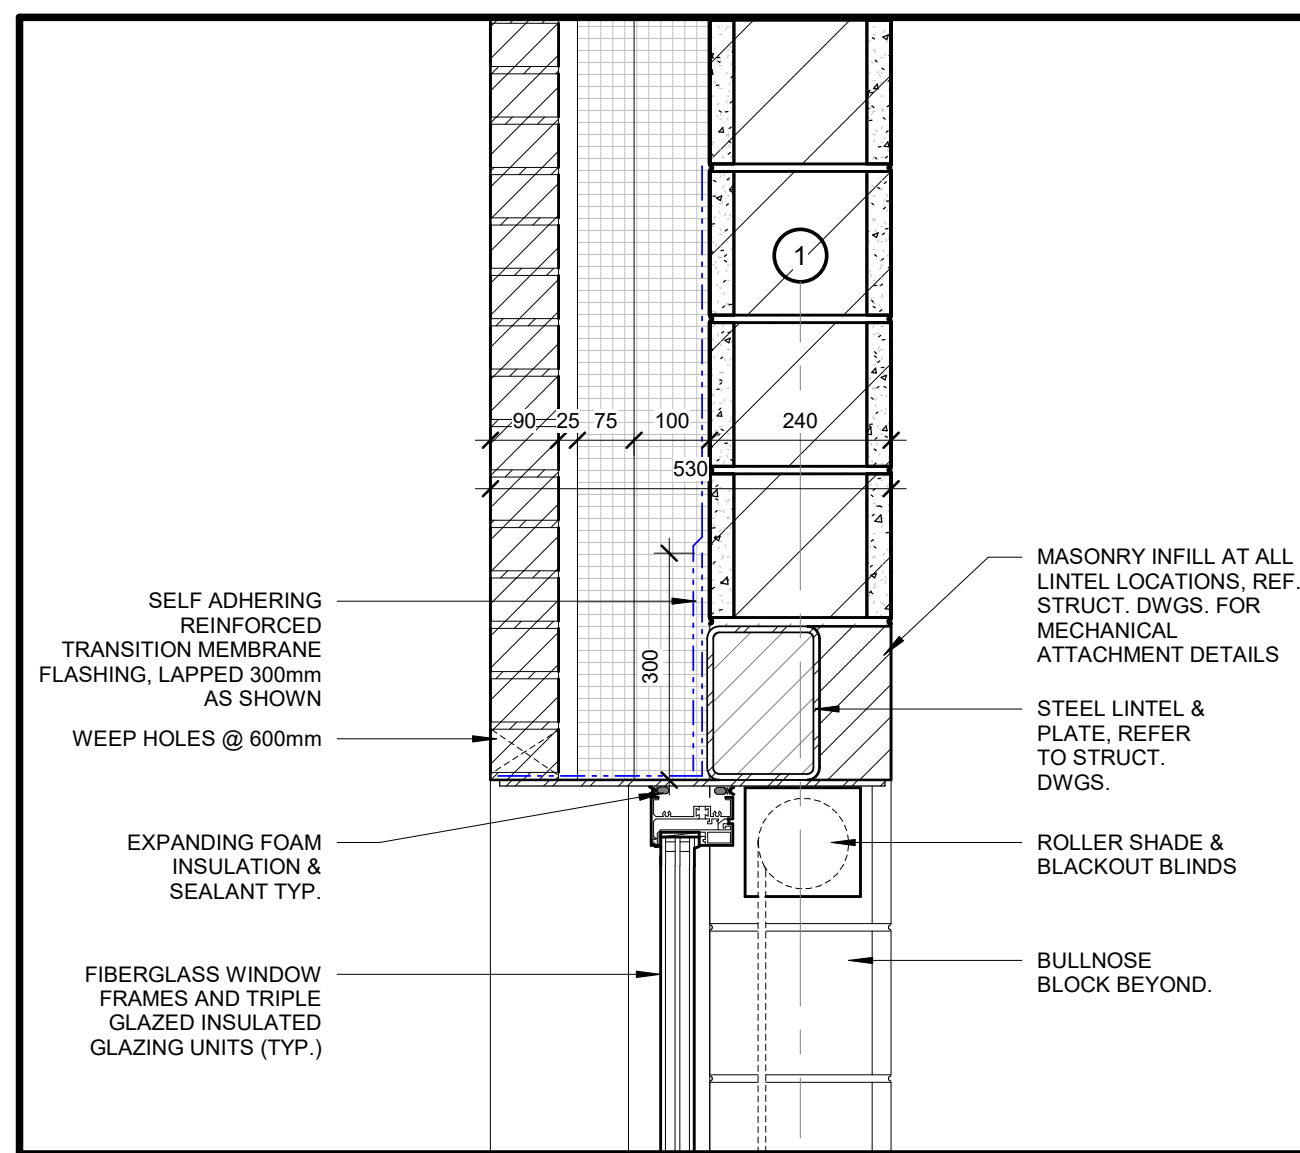 1
90
25
75
100
240
530
300
SELF ADHERING
REINFORCED
TRANSITION MEMBRANE
FLASHING, LAPPED 300mm
AS SHOWN
WEEP HOLES @ 600mm
EXPANDING FOAM
INSULATION &
SEALANT TYP.
FIBERGLASS WINDOW
FRAMES AND TRIPLE
GLAZED INSULATED
GLAZING UNITS (TYP.)
MASONRY INFILL AT ALL
LINTEL LOCATIONS, REF.
STRUCT. DWGS. FOR
MECHANICAL
ATTACHMENT DETAILS
STEEL LINTEL &
PLATE, REFER
TO STRUCT.
DWGS.
ROLLER SHADE &
BLACKOUT BLINDS
BULLNOSE
BLOCK BEYOND.